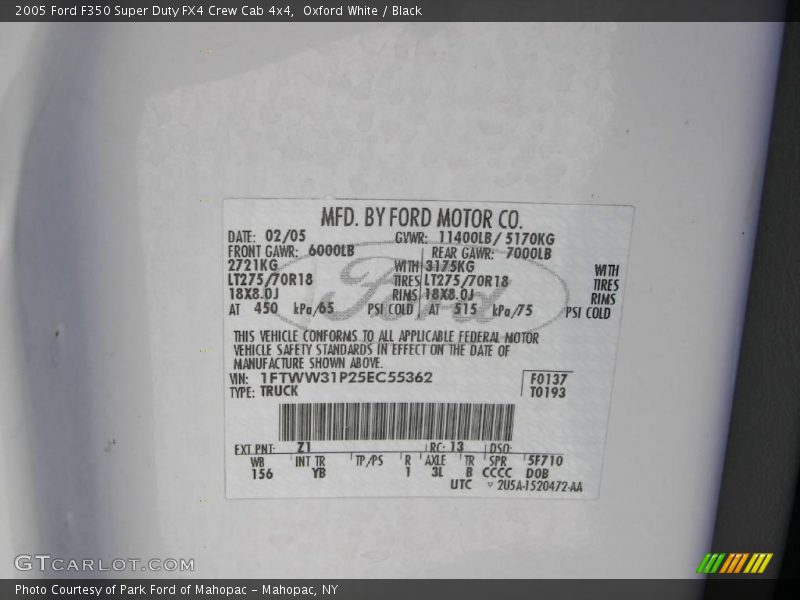 2005 Ford F350 Super Duty FX4 Crew Cab 4x4,  Oxford White / Black
MFD. BY FORD MOTOR CO.
DATE: 02/05 GVWR: 11400LB / 5170KG
FRONT GAWR: 6000LB REAR GAWR: 7000LB
2721KG WITH 3175KG WITH
LT275/70R18 TIRES LT275/70R18 TIRES
18X8.0J RIMS 18X8.0J RIMS
AT 450 kPa/65 PSI COLD AT 515 kPa/75 PSI COLD
Ford
THIS VEHICLE CONFORMS TO ALL APPLICABLE FEDERAL MOTOR
VEHICLE SAFETY STANDARDS IN EFFECT ON THE DATE OF
MANUFACTURE SHOWN ABOVE.
VIN: 1FTWW31P25EC55362 F0137
TYPE: TRUCK T0193
EXT PNT: Z1 RC: 13 DSO:
WB INT TR TP/PS R AXLE TR SPR 5F710
156 YB 1 3L B CCCC DOB
UTC ▽ 2U5A-1520472-AA
GTCARLOT.COM
Photo Courtesy of Park Ford of Mahopac - Mahopac, NY